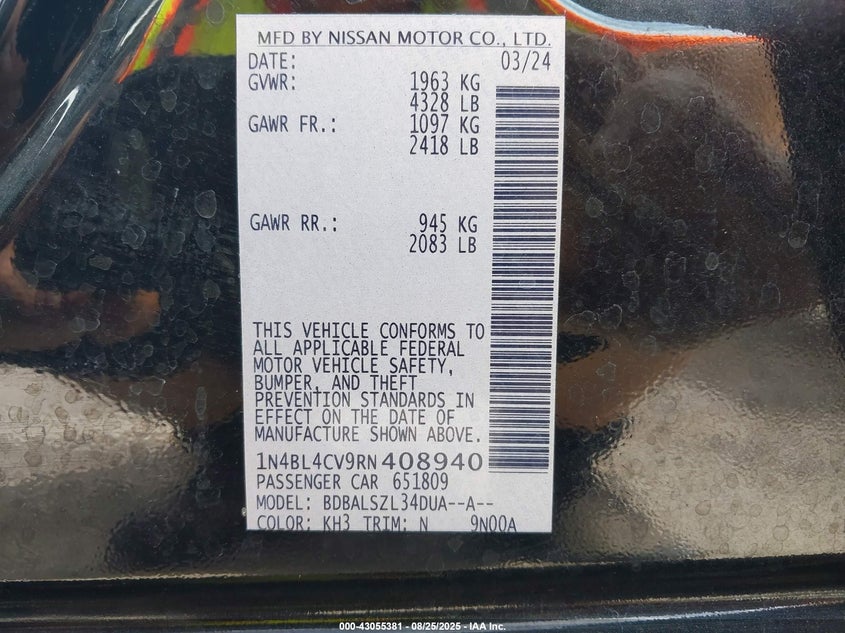 MFD BY NISSAN MOTOR CO., LTD.
DATE: 03/24
GVWR: 1963 KG
4328 LB
GAWR FR.: 1097 KG
2418 LB
GAWR RR.: 945 KG
2083 LB
THIS VEHICLE CONFORMS TO
ALL APPLICABLE FEDERAL
MOTOR VEHICLE SAFETY,
BUMPER, AND THEFT
PREVENTION STANDARDS IN
EFFECT ON THE DATE OF
MANUFACTURE SHOWN ABOVE.
1N4BL4CV9RN408940
PASSENGER CAR 651809
MODEL: BDBALSZL34DUA--A--
COLOR: KH3 TRIM: N 9N00A
000-43055381 - 08/25/2025 - IAA Inc.